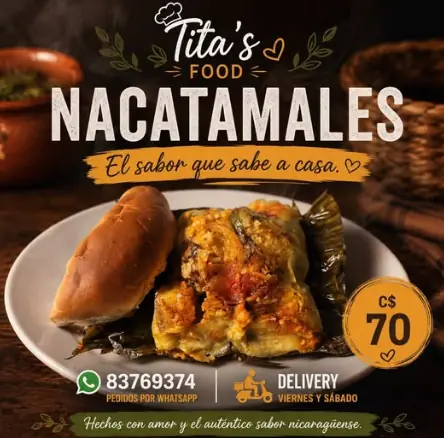 Tita's
FOOD
NACATAMALES
El sabor que sabe a casa.
C$
70
83769374
PEDIDOS POR WHATSAPP
DELIVERY
VIERNES Y SÁBADO
Hechos con amor y el auténtico sabor nicaragüense.